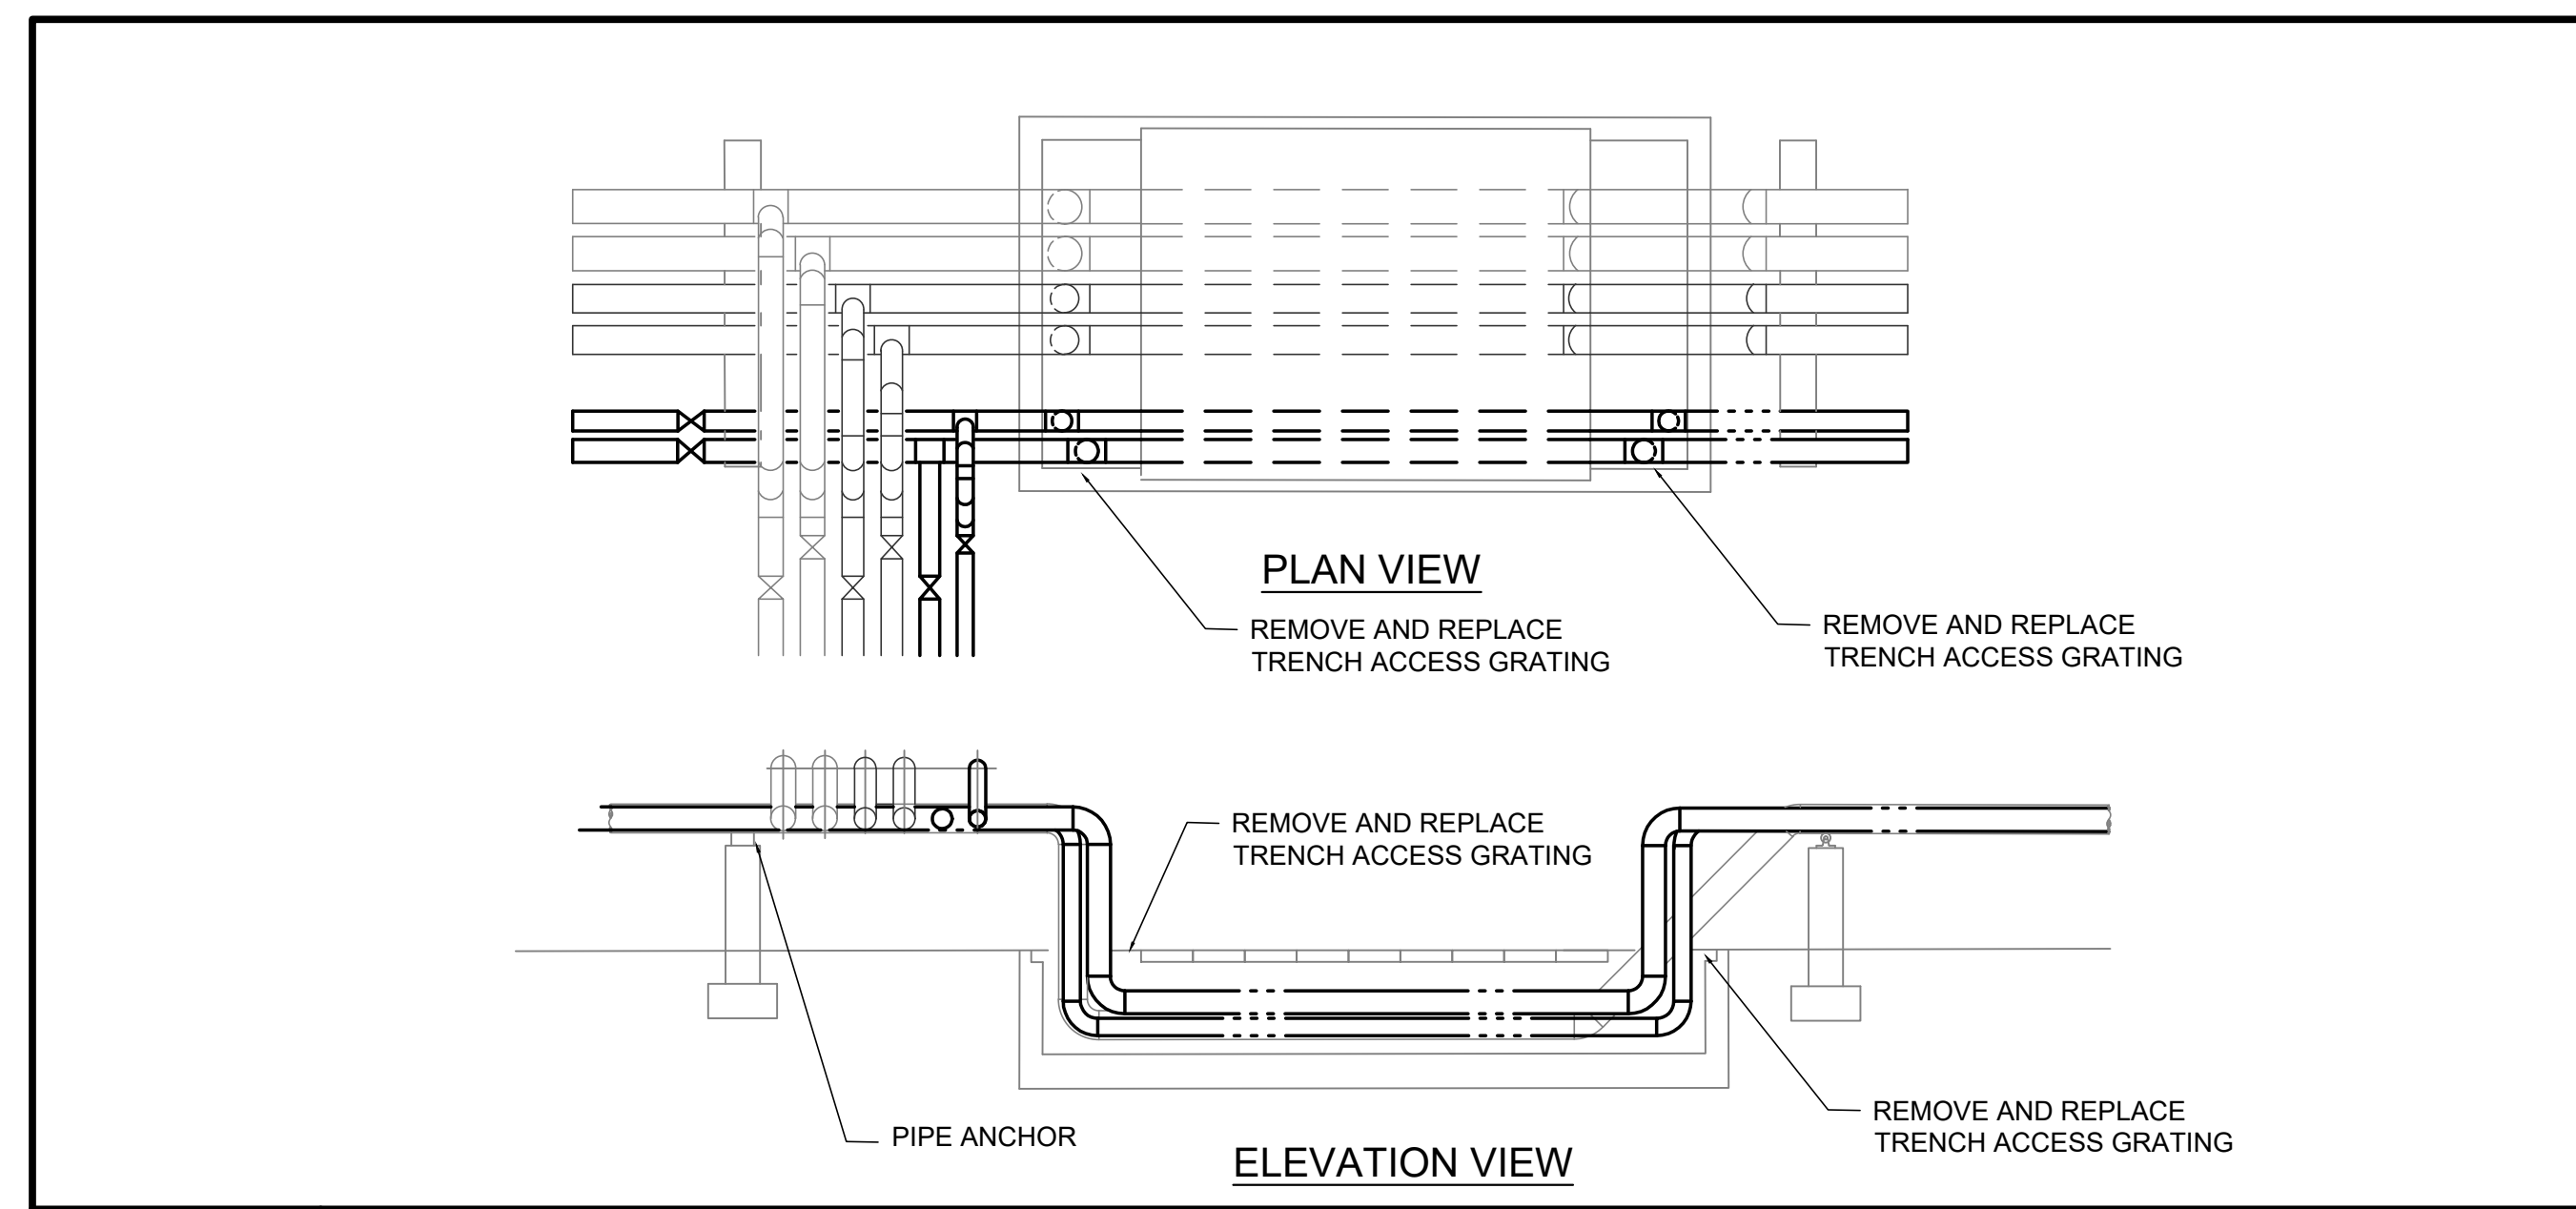 PLAN VIEW
REMOVE AND REPLACE
TRENCH ACCESS GRATING
REMOVE AND REPLACE
TRENCH ACCESS GRATING
REMOVE AND REPLACE
TRENCH ACCESS GRATING
PIPE ANCHOR
REMOVE AND REPLACE
TRENCH ACCESS GRATING
ELEVATION VIEW